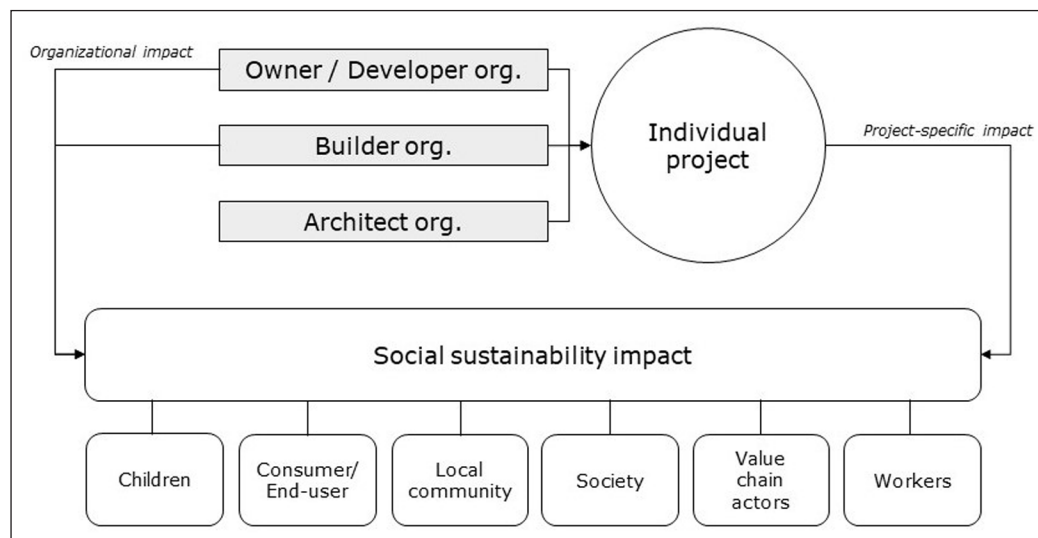 Organizational impact
Owner / Developer org.
Builder org.
Architect org.
Individual
project
Project-specific impact
Social sustainability impact
Children
Consumer/
End-user
Local
community
Society
Value
chain
actors
Workers